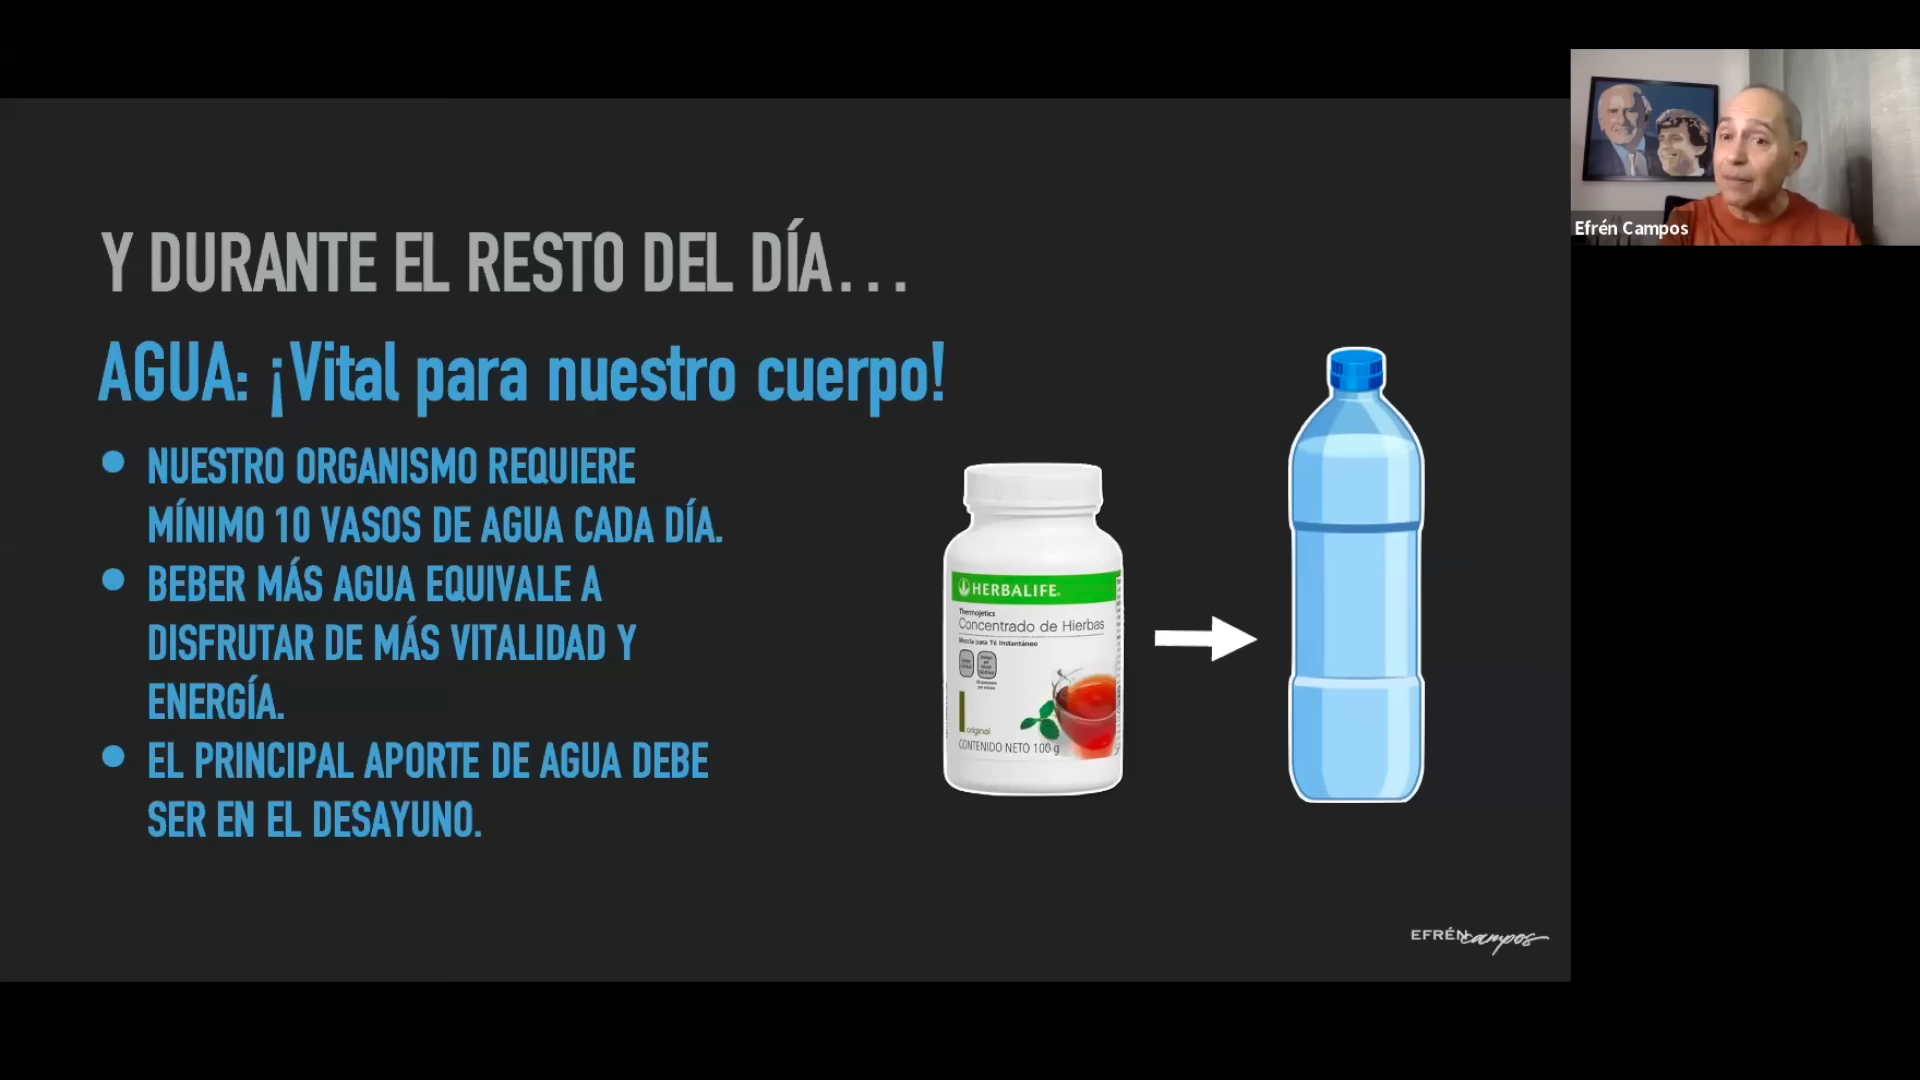 Y DURANTE EL RESTO DEL DÍA...
AGUA: ¡Vital para nuestro cuerpo!
NUESTRO ORGANISMO REQUIERE
MÍNIMO 10 VASOS DE AGUA CADA DÍA.
BEBER MÁS AGUA EQUIVALE A
DISFRUTAR DE MÁS VITALIDAD Y
ENERGÍA.
EL PRINCIPAL APORTE DE AGUA DEBE
SER EN EL DESAYUNO.
HERBALIFE
Thermojetics
Concentrado de Hierbas
Mezcla para Té Instantáneo
original
CONTENIDO NETO 100 g
EFRÉN campos
Efrén Campos